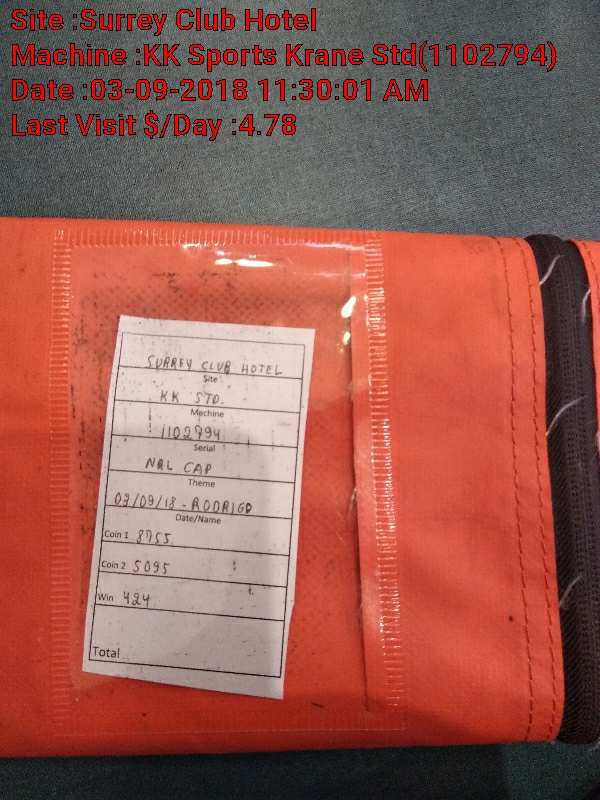 Site :Surrey Club Hotel
Machine :KK Sports Krane Std(1102794)
Date :03-09-2018 11:30:01 AM
Last Visit $/Day :4.78
SURREY CLUB HOTEL
Site
KK STD.
Machine
1102794
Serial
NRL CAP
Theme
03/09/18 - RODRIGO
Date/Name
Coin 1 8755
Coin 2 5095
Win 424
Total